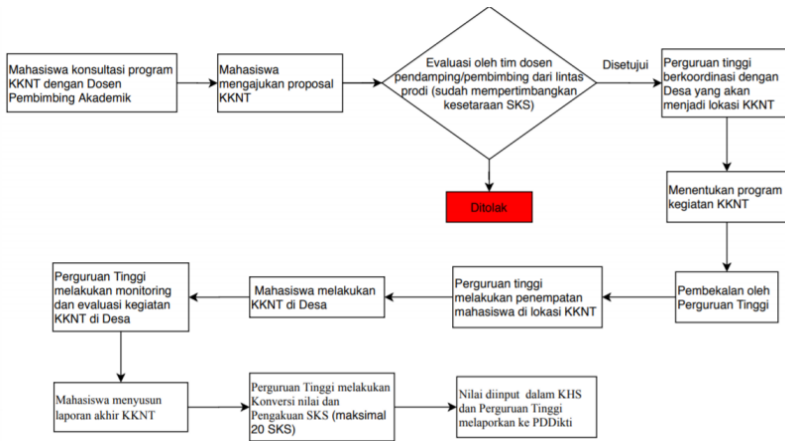 Mahasiswa konsultasi program
KKNT dengan Dosen
Pembimbing Akademik
Mahasiswa
mengajukan proposal
KKNT
Evaluasi oleh tim dosen
pendamping/pembimbing dari lintas
prodi (sudah mempertimbangkan
kesetaraan SKS)
Disetujui
Perguruan tinggi
berkoordinasi dengan
Desa yang akan
menjadi lokasi KKNT
Ditolak
Menentukan program
kegiatan KKNT
Pembekalan oleh
Perguruan Tinggi
Perguruan tinggi
melakukan penempatan
mahasiswa di lokasi KKNT
Mahasiswa melakukan
KKNT di Desa
Perguruan Tinggi
melakukan monitoring
dan evaluasi kegiatan
KKNT di Desa
Mahasiswa menyusun
laporan akhir KKNT
Perguruan Tinggi melakukan
Konversi nilai dan
Pengakuan SKS (maksimal
20 SKS)
Nilai diinput dalam KHS
dan Perguruan Tinggi
melaporkan ke PDDikti